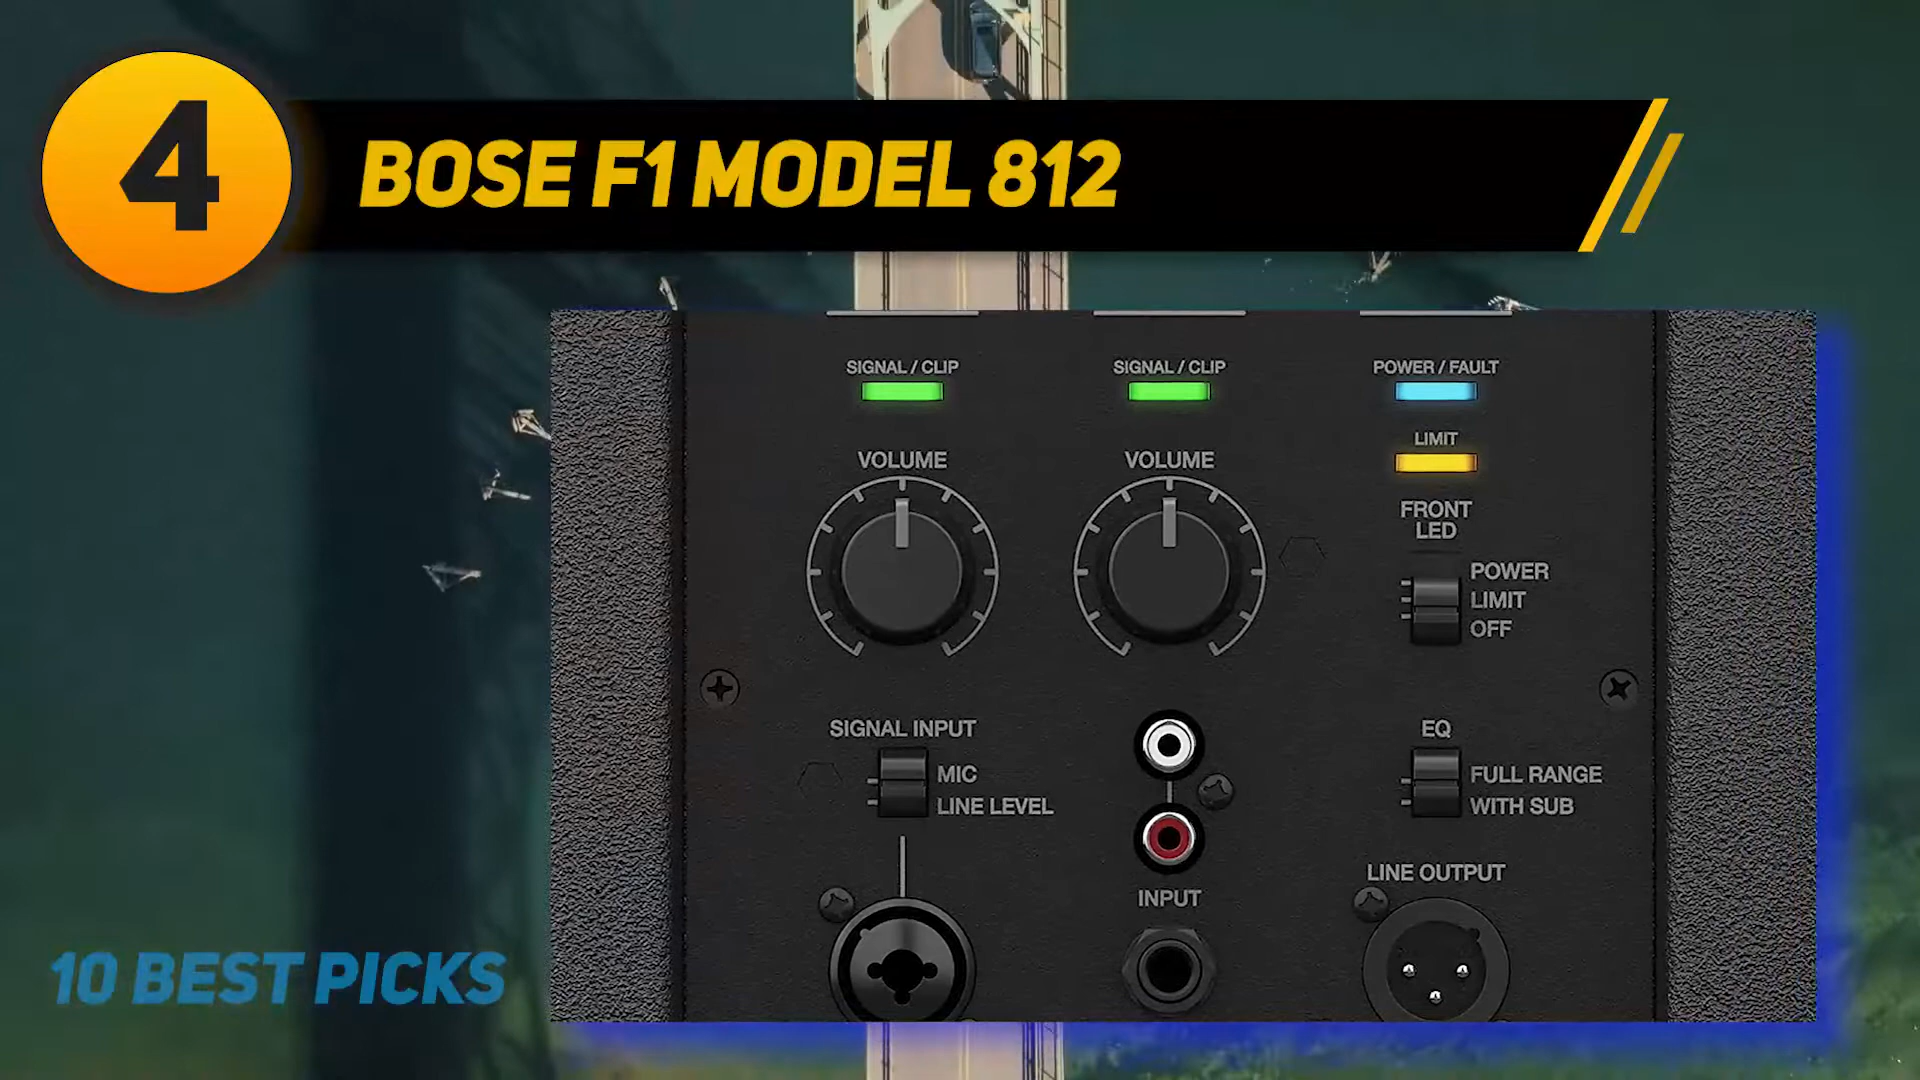 4
BOSE F1 MODEL 812
SIGNAL / CLIP
SIGNAL / CLIP
POWER / FAULT
LIMIT
VOLUME
VOLUME
FRONT
LED
POWER
LIMIT
OFF
SIGNAL INPUT
MIC
LINE LEVEL
EQ
FULL RANGE
WITH SUB
INPUT
LINE OUTPUT
10 BEST PICKS